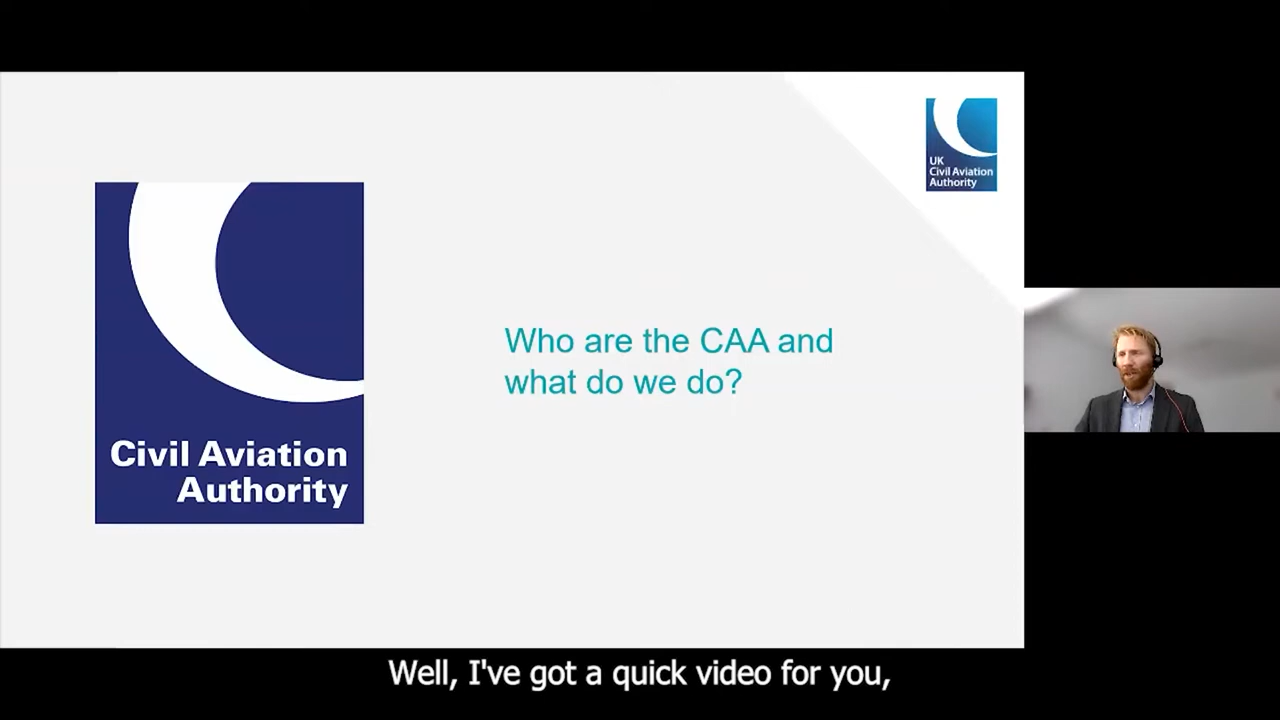 UK
Civil Aviation
Authority
Who are the CAA and
what do we do?
Civil Aviation
Authority
Well, I've got a quick video for you,